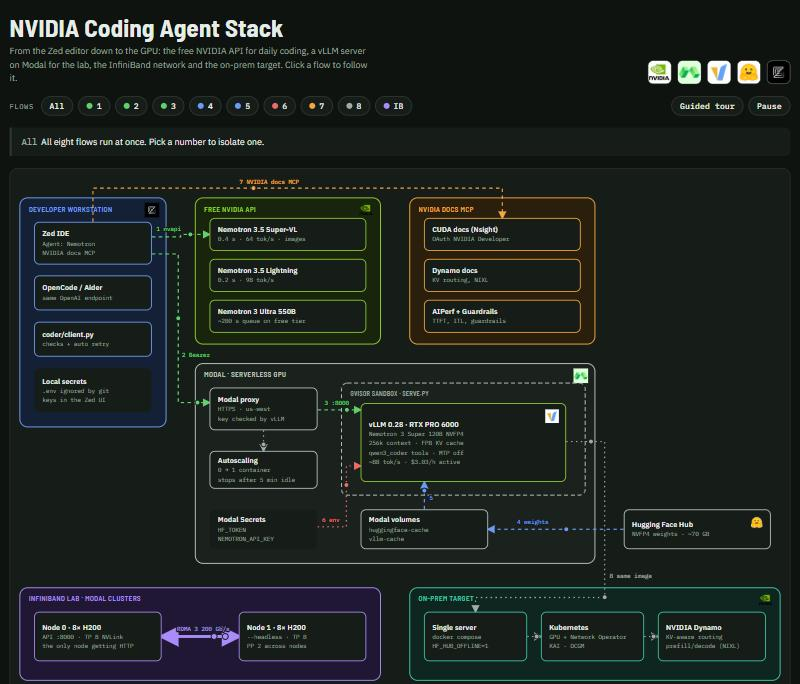 NVIDIA Coding Agent Stack
From the Zed editor down to the GPU: the free NVIDIA API for daily coding, a vLLM server
on Modal for the lab, the InfiniBand network and the on-prem target. Click a flow to follow
it.
NVIDIA
FLOWS All 1 2 3 4 5 6 7 8 IB Guided tour Pause
All All eight flows run at once. Pick a number to isolate one.
7 NVIDIA docs MCP
DEVELOPER WORKSTATION
Zed IDE
Agent: Nemotron
NVIDIA docs MCP
OpenCode / Aider
same OpenAI endpoint
coder/client.py
checks + auto retry
Local secrets
.env ignored by git
keys in the Zed UI
1 nvapi
2 Bearer
FREE NVIDIA API
Nemotron 3.5 Super-VL
0.4 s · 64 tok/s · images
Nemotron 3.5 Lightning
0.2 s · 98 tok/s
Nemotron 3 Ultra 550B
~200 s queue on free tier
NVIDIA DOCS MCP
CUDA docs (Nsight)
OAuth NVIDIA Developer
Dynamo docs
KV routing, NIXL
AIPerf + Guardrails
TTFT, ITL, guardrails
MODAL · SERVERLESS GPU
Modal proxy
HTTPS · us-west
key checked by vLLM
Autoscaling
0 → 1 container
stops after 5 min idle
Modal Secrets
HF_TOKEN
NEMOTRON_API_KEY
3 :8000
6 env
GVISOR SANDBOX · SERVE.PY
vLLM 0.28 · RTX PRO 6000
Nemotron 3 Super 120B NVFP4
256k context · FP8 KV cache
qwen3_coder tools · MTP off
~88 tok/s · $3.03/h active
5
Modal volumes
huggingface-cache
vllm-cache
4 weights
Hugging Face Hub
NVFP4 weights · ~70 GB
8 same image
INFINIBAND LAB · MODAL CLUSTERS
Node 0 · 8× H200
API :8000 · TP 8 NVLink
the only node getting HTTP
RDMA 3 200 Gb/s
Node 1 · 8× H200
--headless · TP 8
PP 2 across nodes
ON-PREM TARGET
Single server
docker compose
HF_HUB_OFFLINE=1
Kubernetes
GPU + Network Operator
KAI · DCGM
NVIDIA Dynamo
KV-aware routing
prefill/decode (NIXL)